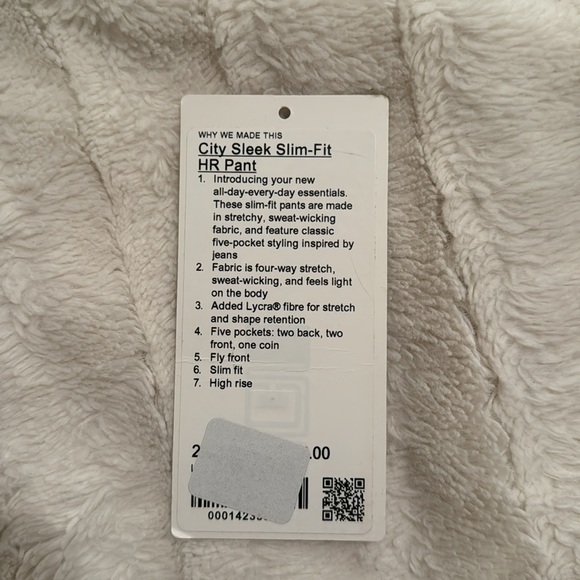 WHY WE MADE THIS
City Sleek Slim-Fit
HR Pant
1. Introducing your new
all-day-every-day essentials.
These slim-fit pants are made
in stretchy, sweat-wicking
fabric, and feature classic
five-pocket styling inspired by
jeans
2. Fabric is four-way stretch,
sweat-wicking, and feels light
on the body
3. Added Lycra® fibre for stretch
and shape retention
4. Five pockets: two back, two
front, one coin
5. Fly front
6. Slim fit
7. High rise
2 .00
0001423